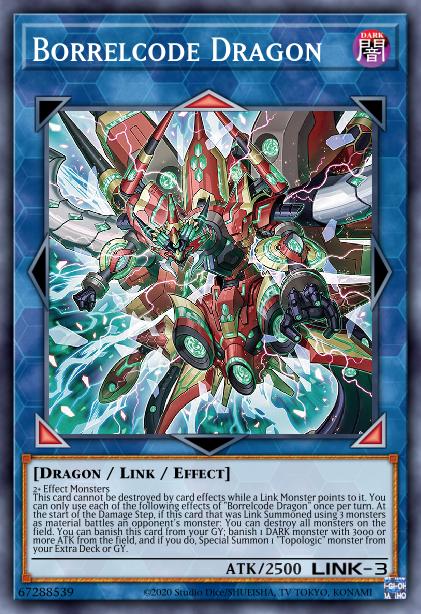 BORRELCODE DRAGON
DARK
闇
[DRAGON / LINK / EFFECT]
2+ Effect Monsters
This card cannot be destroyed by card effects while a Link Monster points to it. You
can only use each of the following effects of "Borrelcode Dragon" once per turn. At
the start of the Damage Step, if this card that was Link Summoned using 3 monsters
as material battles an opponent's monster: You can destroy all monsters on the
field. You can banish this card from your GY; banish 1 DARK monster with 3000 or
more ATK from the field, and if you do, Special Summon 1 "Topologic" monster from
your Extra Deck or GY.
ATK/2500 LINK-3
67288539 ©2020 Studio Dice/SHUEISHA, TV TOKYO, KONAMI